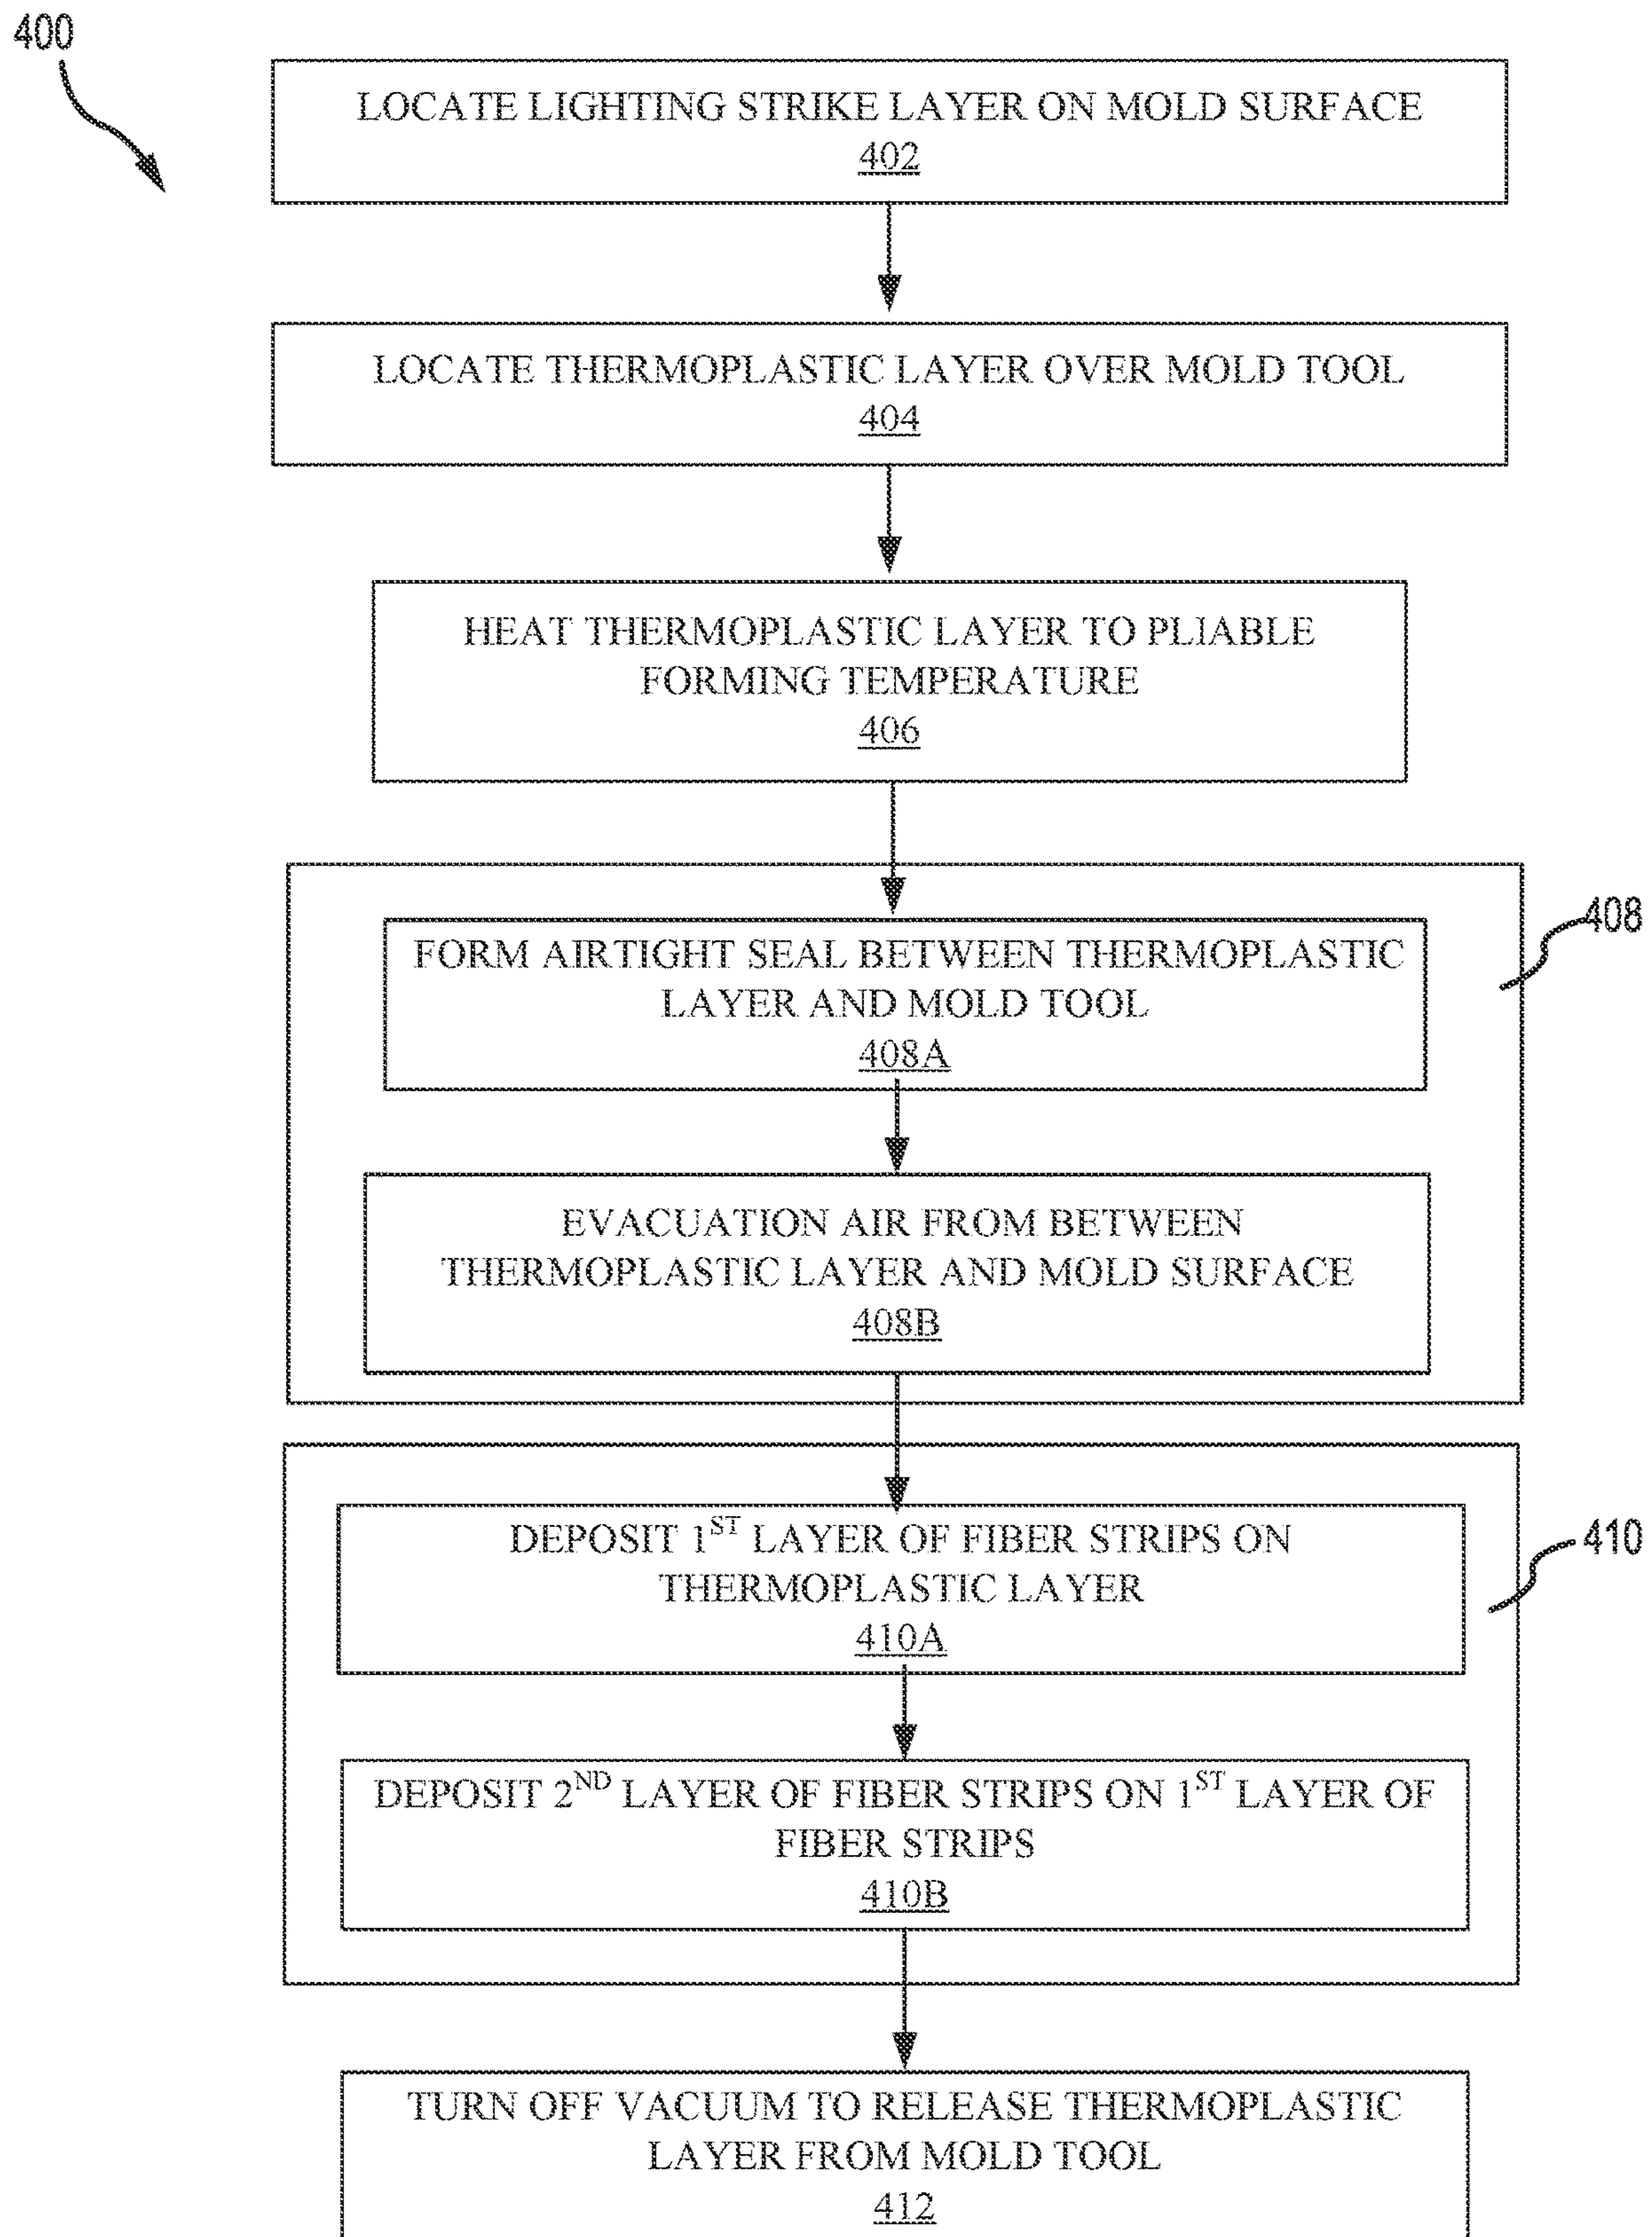 400
LOCATE LIGHTING STRIKE LAYER ON MOLD SURFACE
402
LOCATE THERMOPLASTIC LAYER OVER MOLD TOOL
404
HEAT THERMOPLASTIC LAYER TO PLIABLE
FORMING TEMPERATURE
406
408
FORM AIRTIGHT SEAL BETWEEN THERMOPLASTIC
LAYER AND MOLD TOOL
408A
EVACUATION AIR FROM BETWEEN
THERMOPLASTIC LAYER AND MOLD SURFACE
408B
410
DEPOSIT 1ST LAYER OF FIBER STRIPS ON
THERMOPLASTIC LAYER
410A
DEPOSIT 2ND LAYER OF FIBER STRIPS ON 1ST LAYER OF
FIBER STRIPS
410B
TURN OFF VACUUM TO RELEASE THERMOPLASTIC
LAYER FROM MOLD TOOL
412